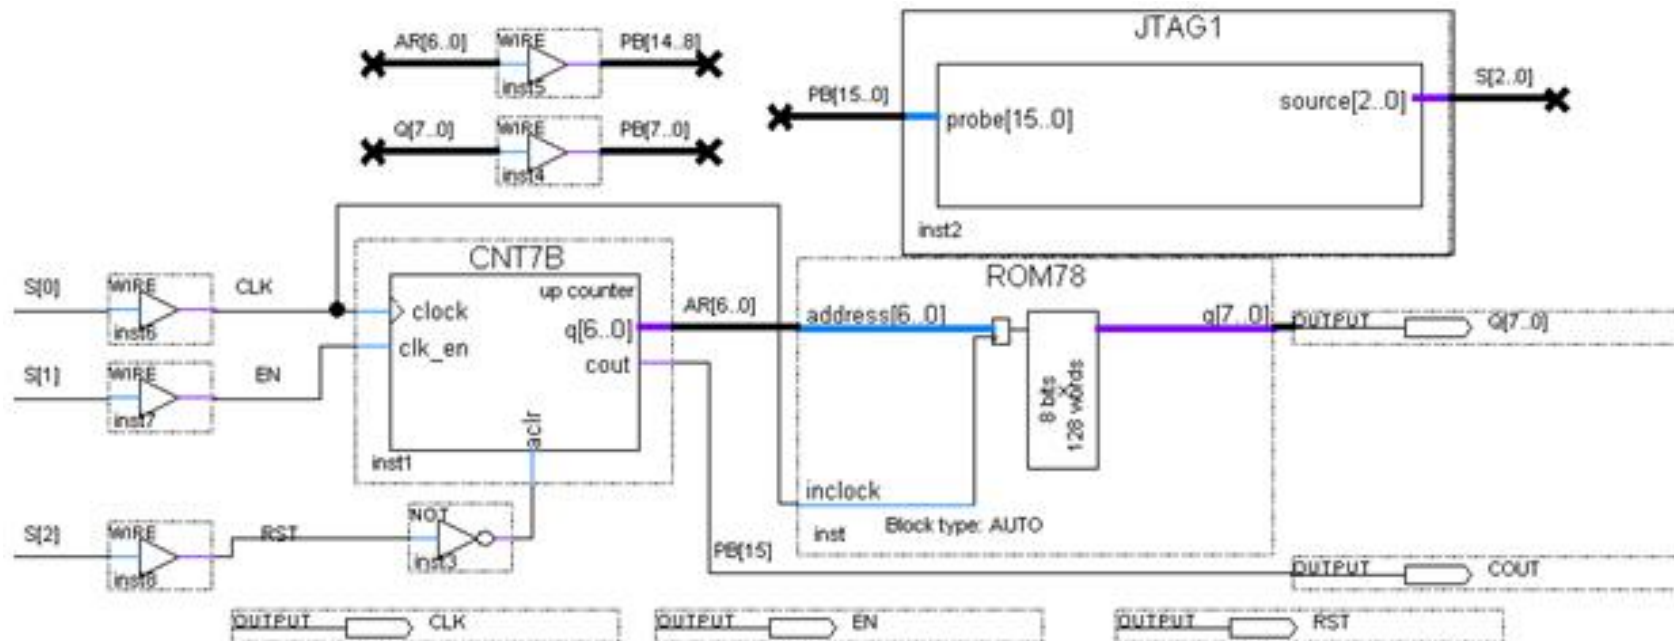 JTAG1
AR[6..0] WIRE PB[14..8]
inst5
PB[15..0] probe[15..0] source[2..0] S[2..0]
Q[7..0] WIRE PB[7..0]
inst4
inst2
CNT7B
ROM78
S[0] WIRE CLK
inst6
up counter
clock
q[6..0]
AR[6..0]
address[6..0]
q[7..0]
OUTPUT Q[7..0]
clk_en
cout
S[1] WIRE EN
inst7
aclr
8 bits
×
128 words
inst1
inclock
Block type: AUTO
inst
S[2] WIRE RST
inst8
NOT
inst3
PB[15]
OUTPUT COUT
OUTPUT CLK
OUTPUT EN
OUTPUT RST